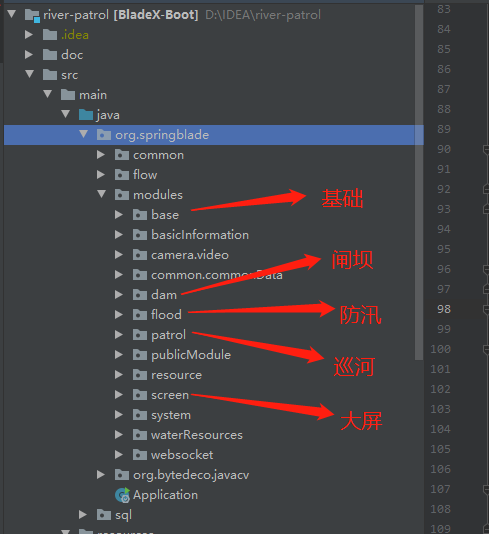 river-patrol [BladeX-Boot] D:\IDEA\river-patrol
.idea
doc
src
main
java
org.springblade
common
flow
modules
base
基础
basicInformation
camera.video
闸坝
common.commonData
dam
flood
防汛
patrol
publicModule
巡河
resource
screen
大屏
system
waterResources
websocket
org.bytedeco.javacv
Application
sql
resources
83
84
85
86
87
88
89
90
91
92
93
94
95
96
97
98
99
100
101
102
103
104
105
106
107
108
109